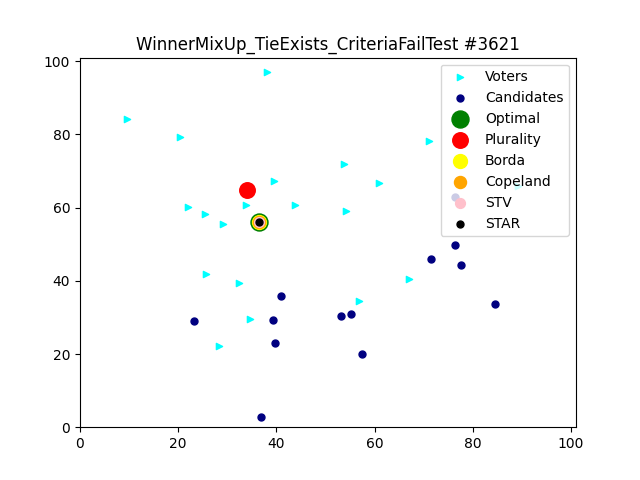 WinnerMixUp_TieExists_CriteriaFailTest #3621
100
80
60
40
20
0
0
20
40
60
80
100
Voters
Candidates
Optimal
Plurality
Borda
Copeland
STV
STAR